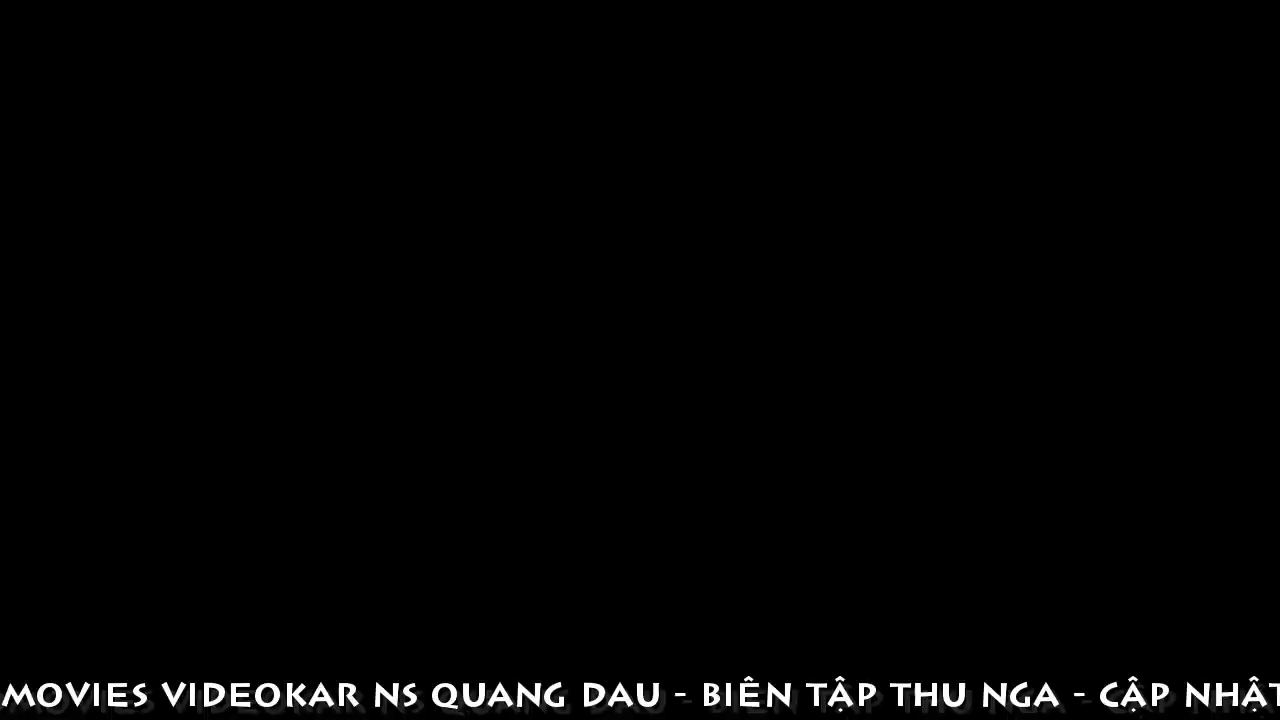 MOVIES VIDEOKAR NS QUANG DAU - BIÊN TẬP THU NGA - CẬP NHẬT